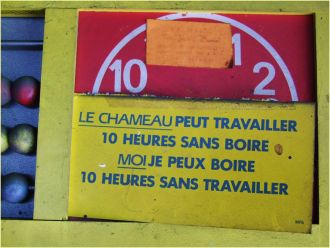 10
1
2
LE CHAMEAU PEUT TRAVAILLER
10 HEURES SANS BOIRE
MOI JE PEUX BOIRE
10 HEURES SANS TRAVAILLER